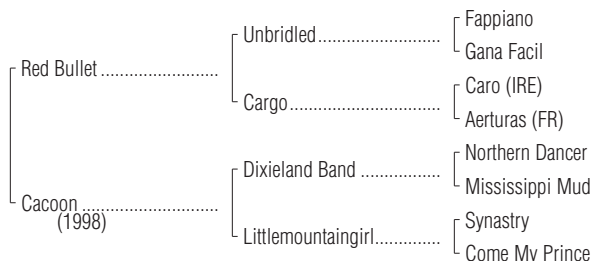 Fappiano
Unbridled
Gana Facil
Red Bullet
Caro (IRE)
Cargo
Aerturas (FR)
Northern Dancer
Dixieland Band
Mississippi Mud
Cacoon
(1998)
Synastry
Littlemountaingirl
Come My Prince